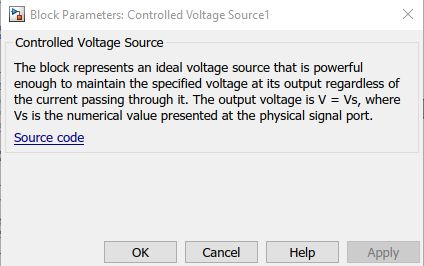 Block Parameters: Controlled Voltage Source1
Controlled Voltage Source
The block represents an ideal voltage source that is powerful
enough to maintain the specified voltage at its output regardless of
the current passing through it. The output voltage is V = Vs, where
Vs is the numerical value presented at the physical signal port.
Source code
OK Cancel Help Apply